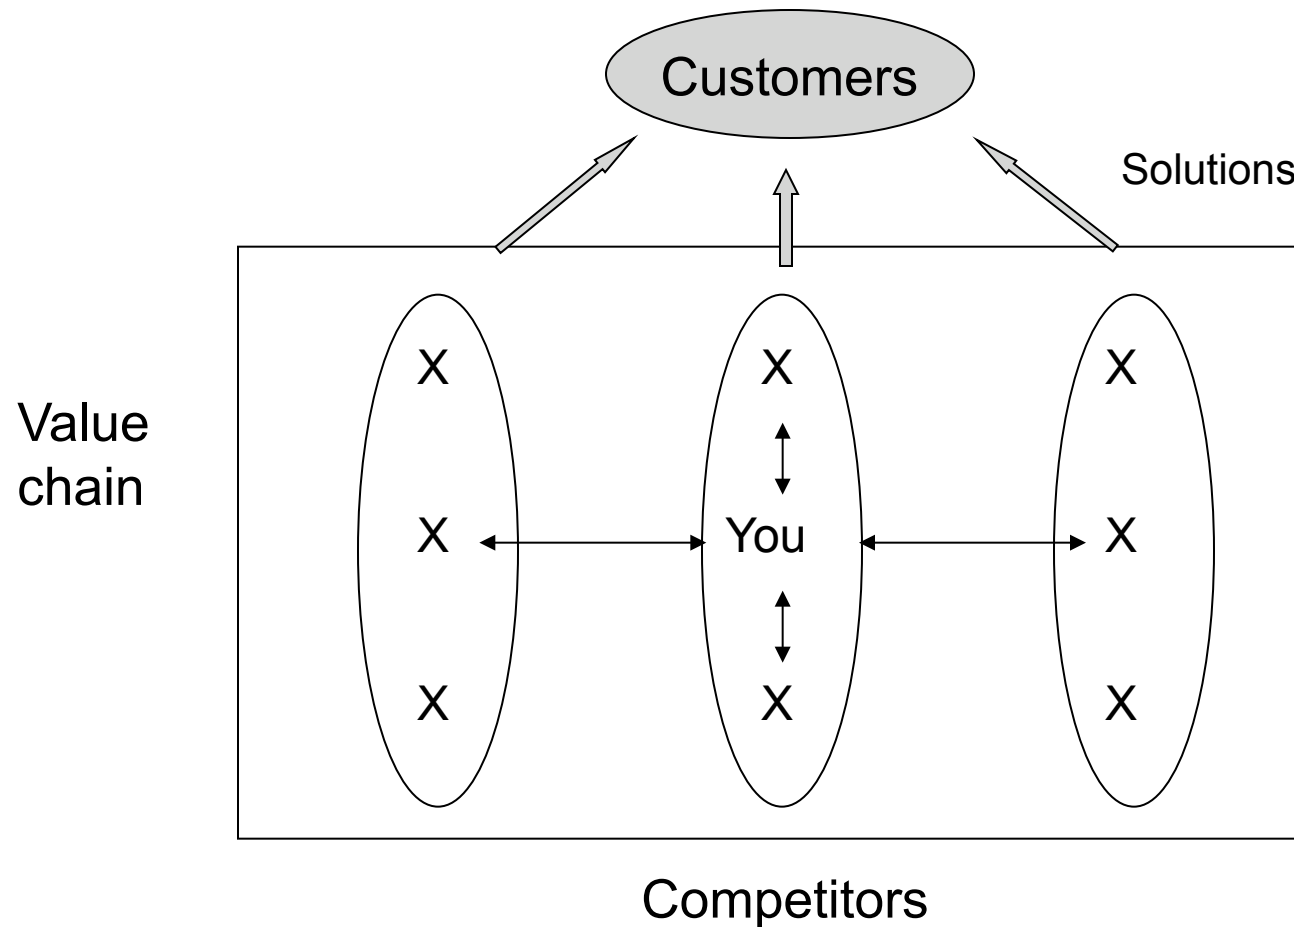 Customers
Solutions
X X X
Value
chain
X You X
X X X
Competitors